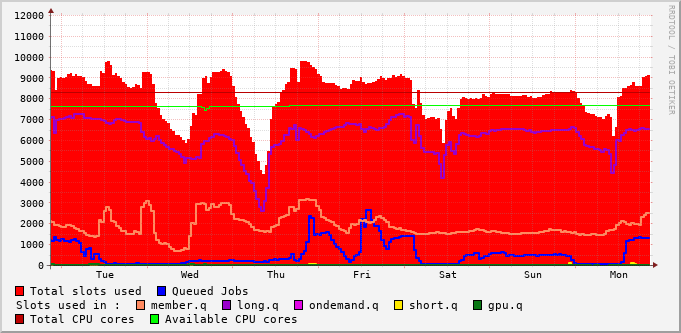 12000
11000
10000
9000
8000
7000
6000
5000
4000
3000
2000
1000
0
Tue Wed Thu Fri Sat Sun Mon
Total slots used Queued Jobs
Slots used in : member.q long.q ondemand.q short.q gpu.q
Total CPU cores Available CPU cores
RRDTOOL / TOBI OETIKER